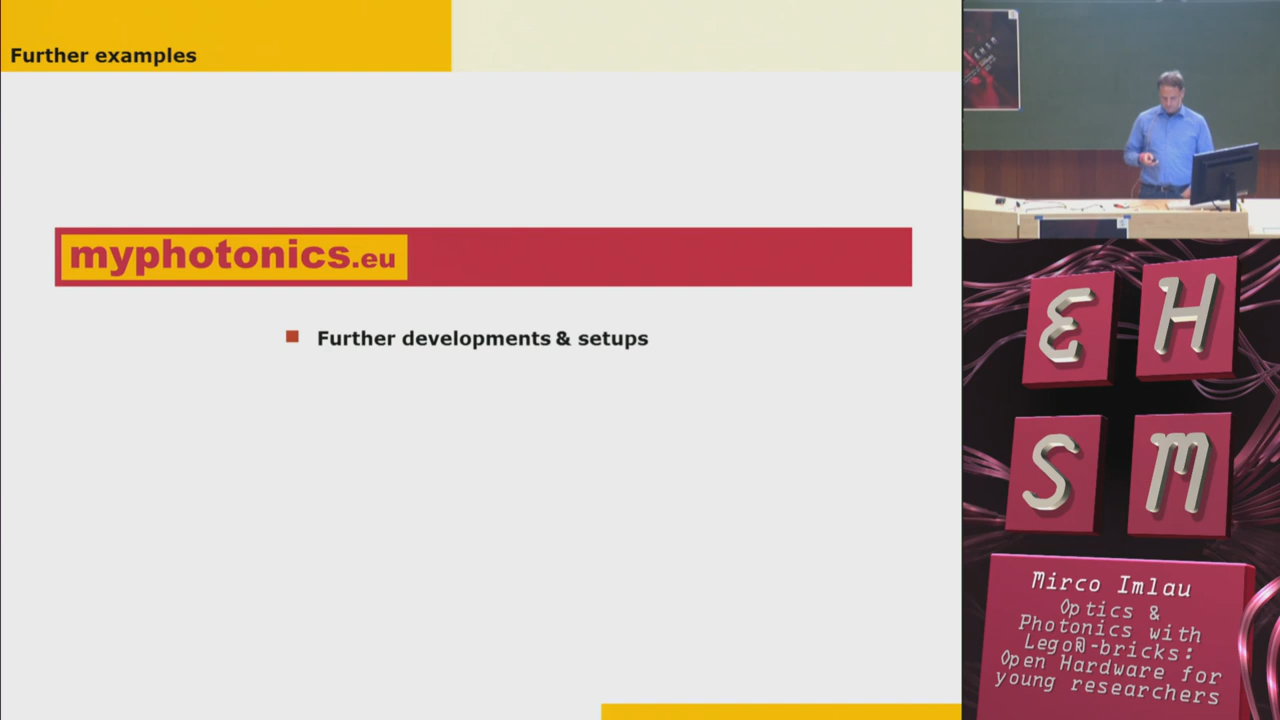 Further examples
myphotonics.eu
Further developments & setups
E H
S M
Mirco Imlau
Optics &
Photonics with
Lego®-bricks:
Open Hardware for
young researchers